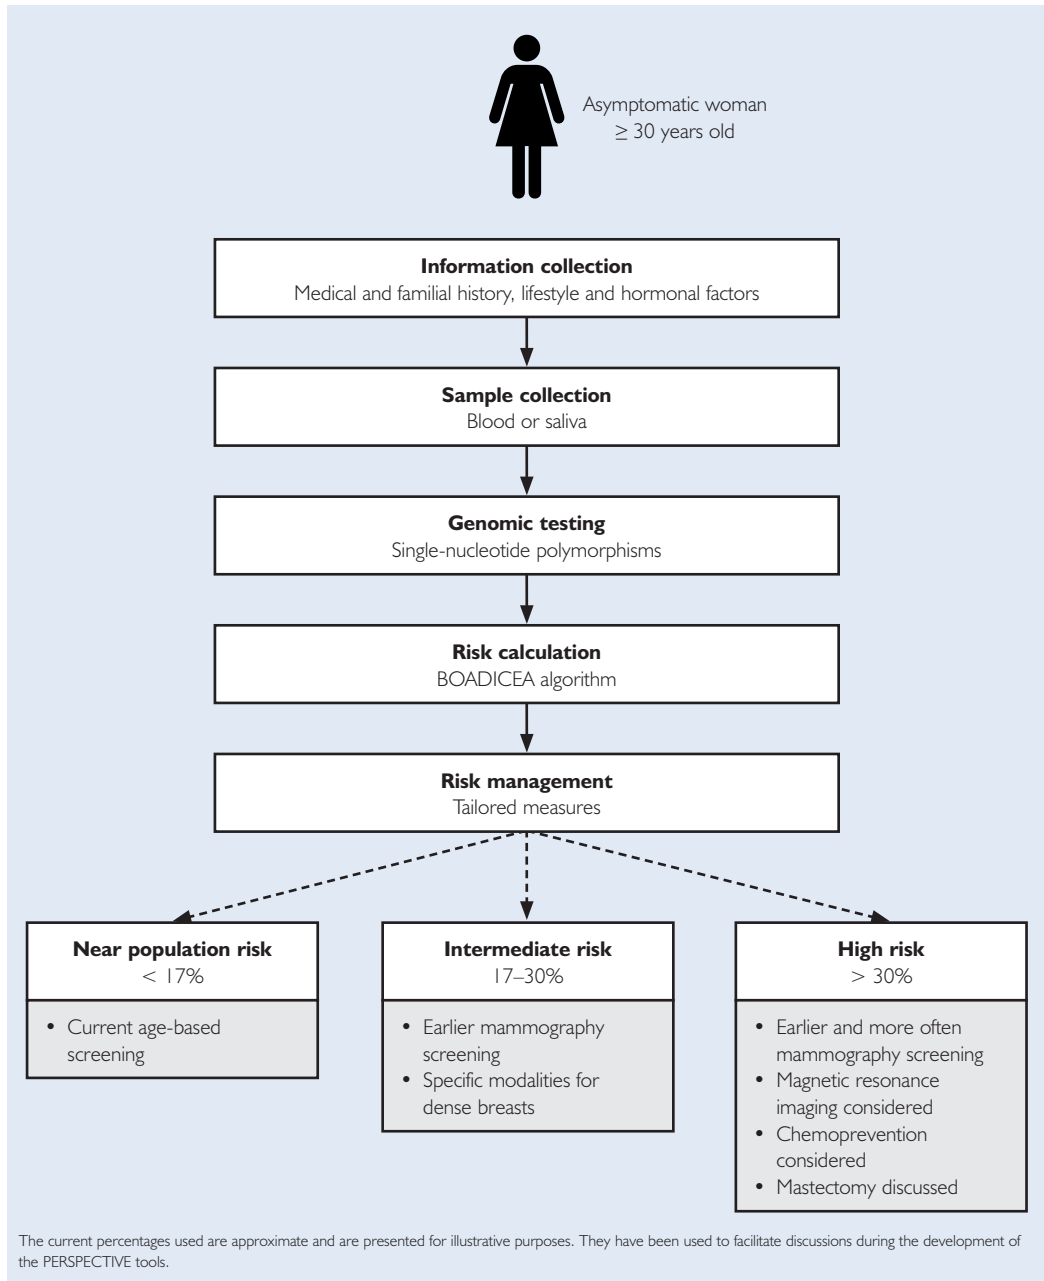 Asymptomatic woman
≥ 30 years old
Information collection
Medical and familial history, lifestyle and hormonal factors
Sample collection
Blood or saliva
Genomic testing
Single-nucleotide polymorphisms
Risk calculation
BOADICEA algorithm
Risk management
Tailored measures
Near population risk
< 17%
• Current age-based
screening
Intermediate risk
17–30%
• Earlier mammography
screening
• Specific modalities for
dense breasts
High risk
> 30%
• Earlier and more often
mammography screening
• Magnetic resonance
imaging considered
• Chemoprevention
considered
• Mastectomy discussed
The current percentages used are approximate and are presented for illustrative purposes. They have been used to facilitate discussions during the development of
the PERSPECTIVE tools.